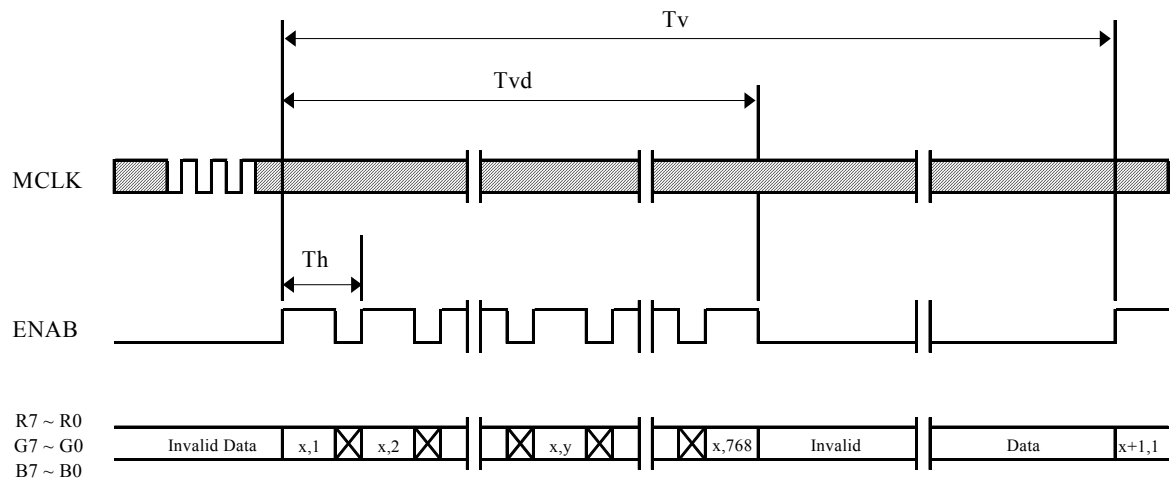 Tv
Tvd
MCLK
Th
ENAB
R7 ~ R0
G7 ~ G0
B7 ~ B0
Invalid Data x,1 x,2 x,y x,768 Invalid Data x+1,1